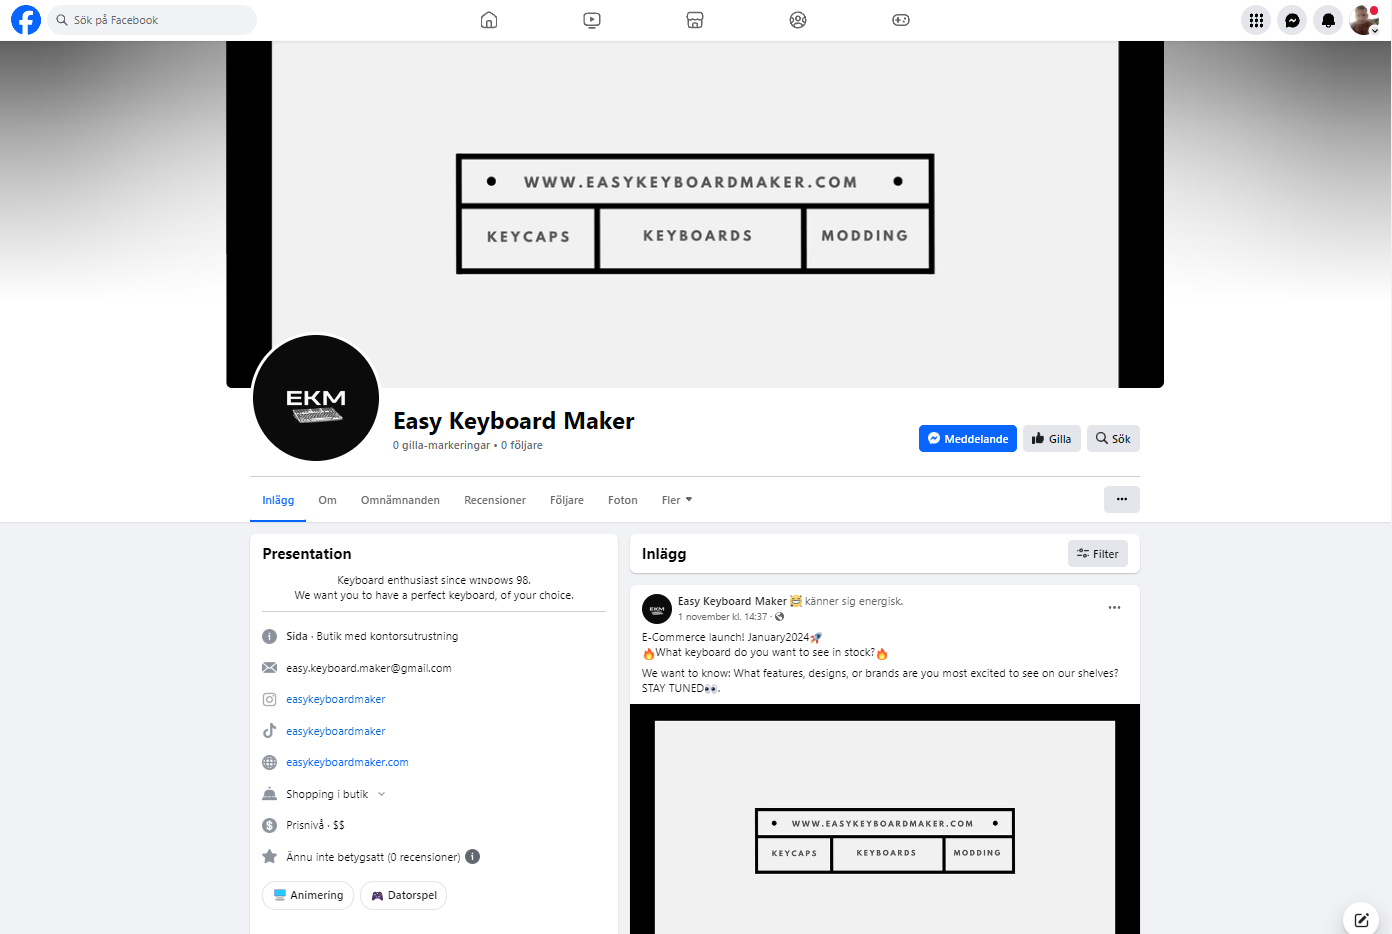 Sök på Facebook
WWW.EASYKEYBOARDMAKER.COM
KEYCAPS
KEYBOARDS
MODDING
EKM
Easy Keyboard Maker
0 gilla-markeringar • 0 följare
Meddelande
Gilla
Sök
Inlägg
Om
Omnämnanden
Recensioner
Följare
Foton
Fler
Presentation
Keyboard enthusiast since ᴡɪɴᴅᴏᴡs 98.
We want you to have a perfect keyboard, of your choice.
Sida · Butik med kontorsutrustning
easy.keyboard.maker@gmail.com
easykeyboardmaker
easykeyboardmaker
easykeyboardmaker.com
Shopping i butik
Prisnivå · $$
Ännu inte betygsatt (0 recensioner)
Animering
Datorspel
Inlägg
Filter
EKM
Easy Keyboard Maker känner sig energisk.
1 november kl. 14:37 ·
E-Commerce launch! January2024🚀
🔥What keyboard do you want to see in stock?🔥
We want to know: What features, designs, or brands are you most excited to see on our shelves?
STAY TUNED👀.
WWW.EASYKEYBOARDMAKER.COM
KEYCAPS
KEYBOARDS
MODDING